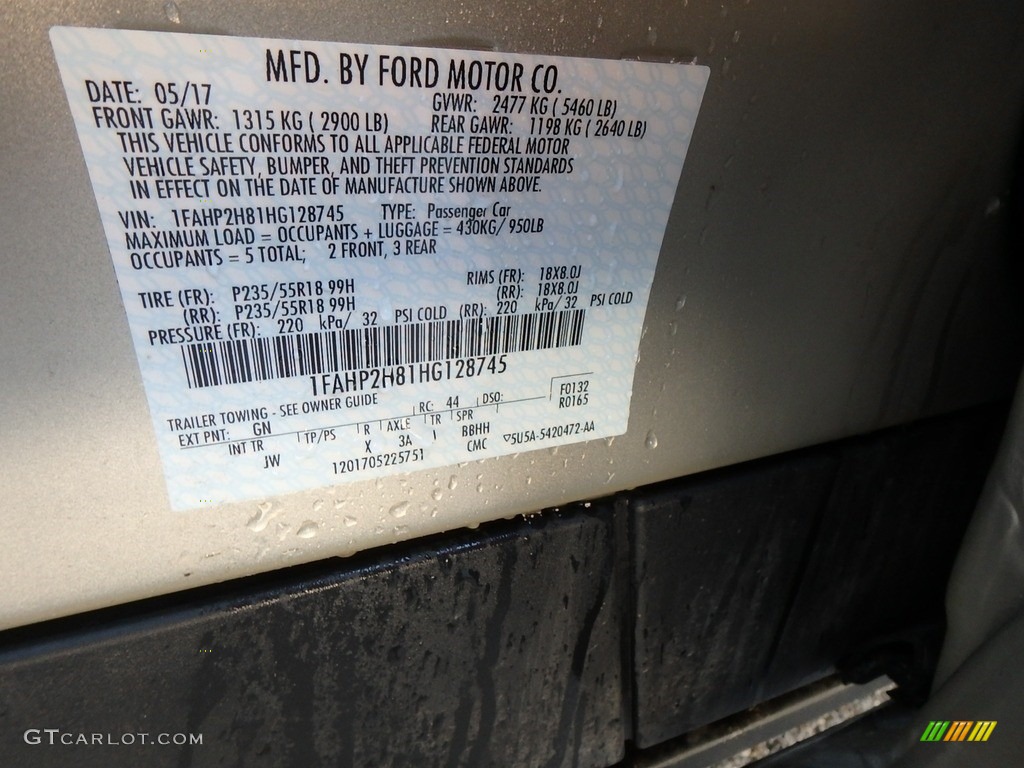 MFD. BY FORD MOTOR CO.
DATE: 05/17 GVWR: 2477 KG ( 5460 LB)
FRONT GAWR: 1315 KG ( 2900 LB) REAR GAWR: 1198 KG ( 2640 LB)
THIS VEHICLE CONFORMS TO ALL APPLICABLE FEDERAL MOTOR
VEHICLE SAFETY, BUMPER, AND THEFT PREVENTION STANDARDS
IN EFFECT ON THE DATE OF MANUFACTURE SHOWN ABOVE.
VIN: 1FAHP2H81HG128745 TYPE: Passenger Car
MAXIMUM LOAD = OCCUPANTS + LUGGAGE = 430KG/ 950LB
OCCUPANTS = 5 TOTAL; 2 FRONT, 3 REAR
TIRE (FR): P235/55R18 99H RIMS (FR): 18X8.0J
(RR): P235/55R18 99H (RR): 18X8.0J
PRESSURE (FR): 220 kPa/ 32 PSI COLD (RR): 220 kPa/ 32 PSI COLD
1FAHP2H81HG128745
TRAILER TOWING - SEE OWNER GUIDE F0132
EXT PNT: GN RC: 44 DSO: R0165
INT TR TP/PS R AXLE TR SPR
JW X 3A I BBHH ▽5U5A-5420472-AA
1201705225751 CMC
GTCARLOT.COM